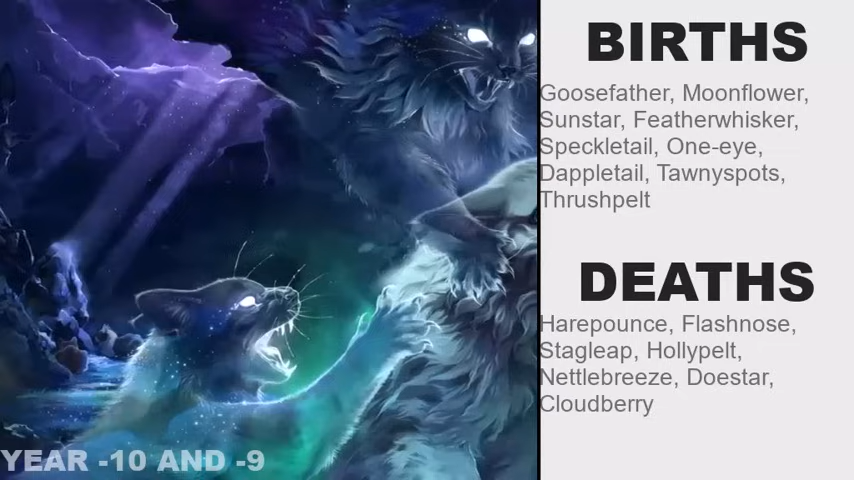 BIRTHS
Goosefather, Moonflower,
Sunstar, Featherwhisker,
Speckletail, One-eye,
Dappletail, Tawnyspots,
Thrushpelt
DEATHS
Harepounce, Flashnose,
Stagleap, Hollypelt,
Nettlebreeze, Doestar,
Cloudberry
YEAR -10 AND -9